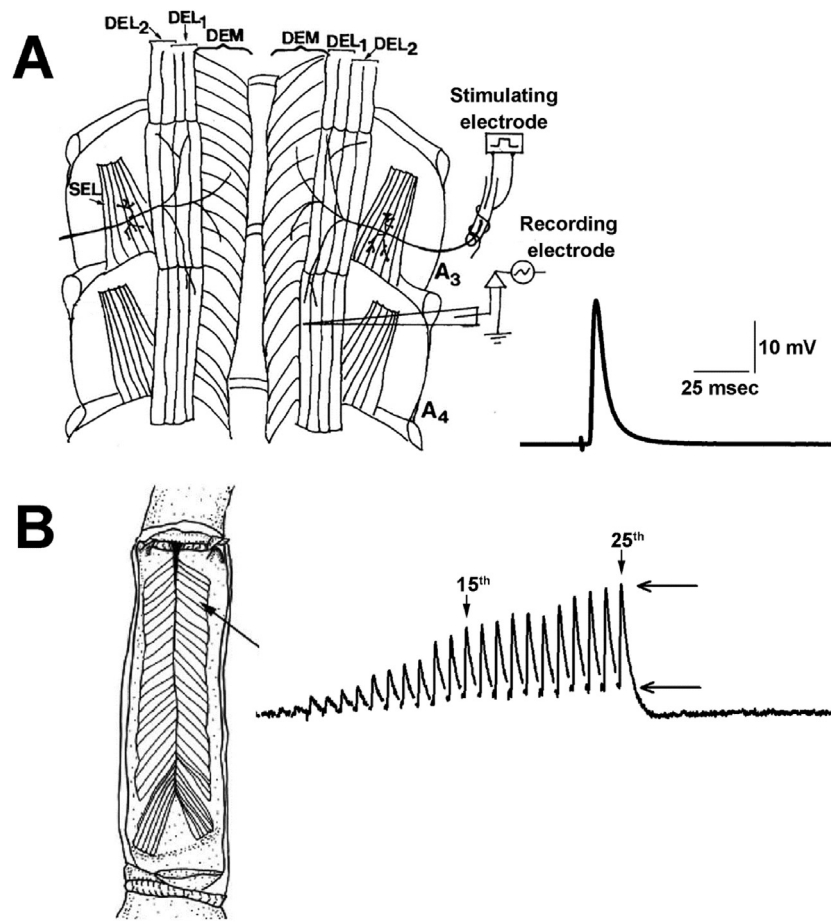 A
DEL2
DEL1
DEM
DEM
DEL1
DEL2
Stimulating
electrode
SEL
Recording
electrode
A3
10 mV
25 msec
A4
B
25th
15th